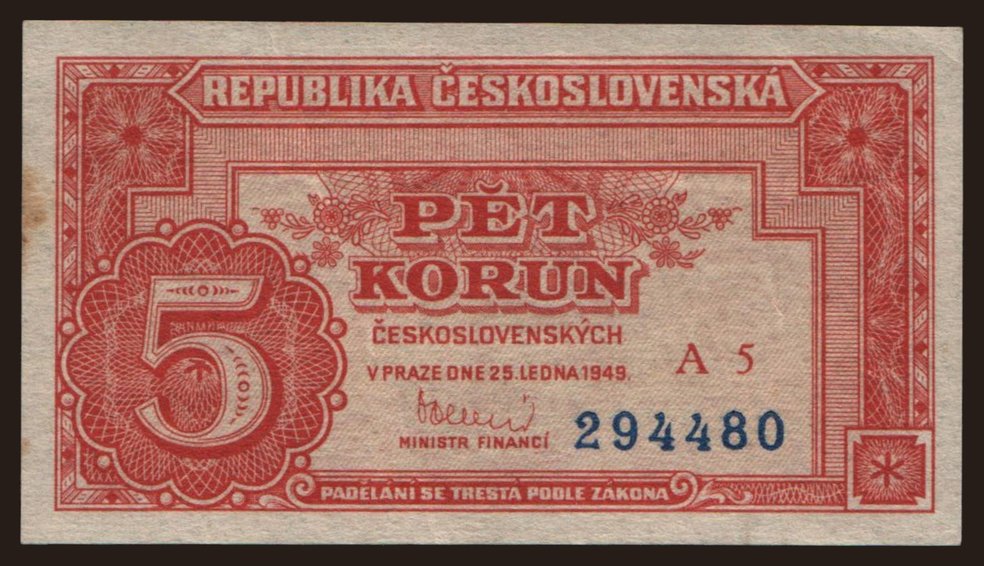 REPUBLIKA ČESKOSLOVENSKÁ
PĚT
KORUN
ČESKOSLOVENSKÝCH
V PRAZE DNE 25. LEDNA 1949.
A 5
MINISTR FINANCÍ
294480
5
PADĚLÁNÍ SE TRESTÁ PODLE ZÁKONA